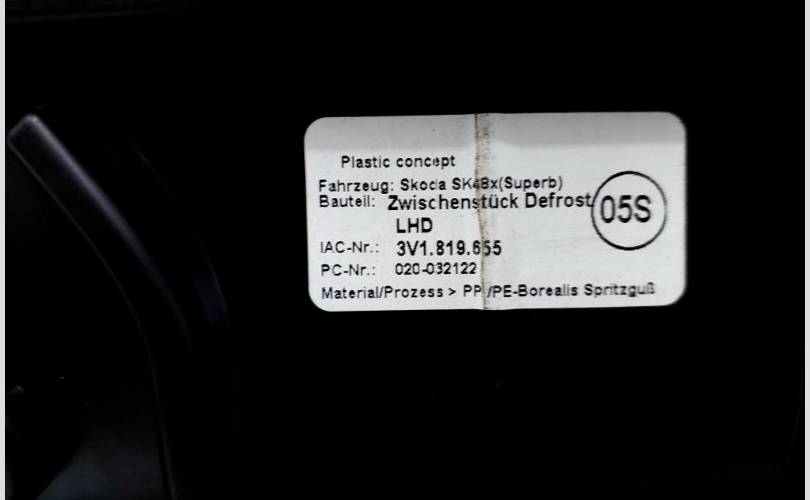 Plastic concept
Fahrzeug: Skoda SK48x(Superb)
Bauteil: Zwischenstück Defrost
LHD
05S
IAC-Nr.: 3V1.819.655
PC-Nr.: 020-032122
Material/Prozess > PP/PE-Borealis Spritzguß